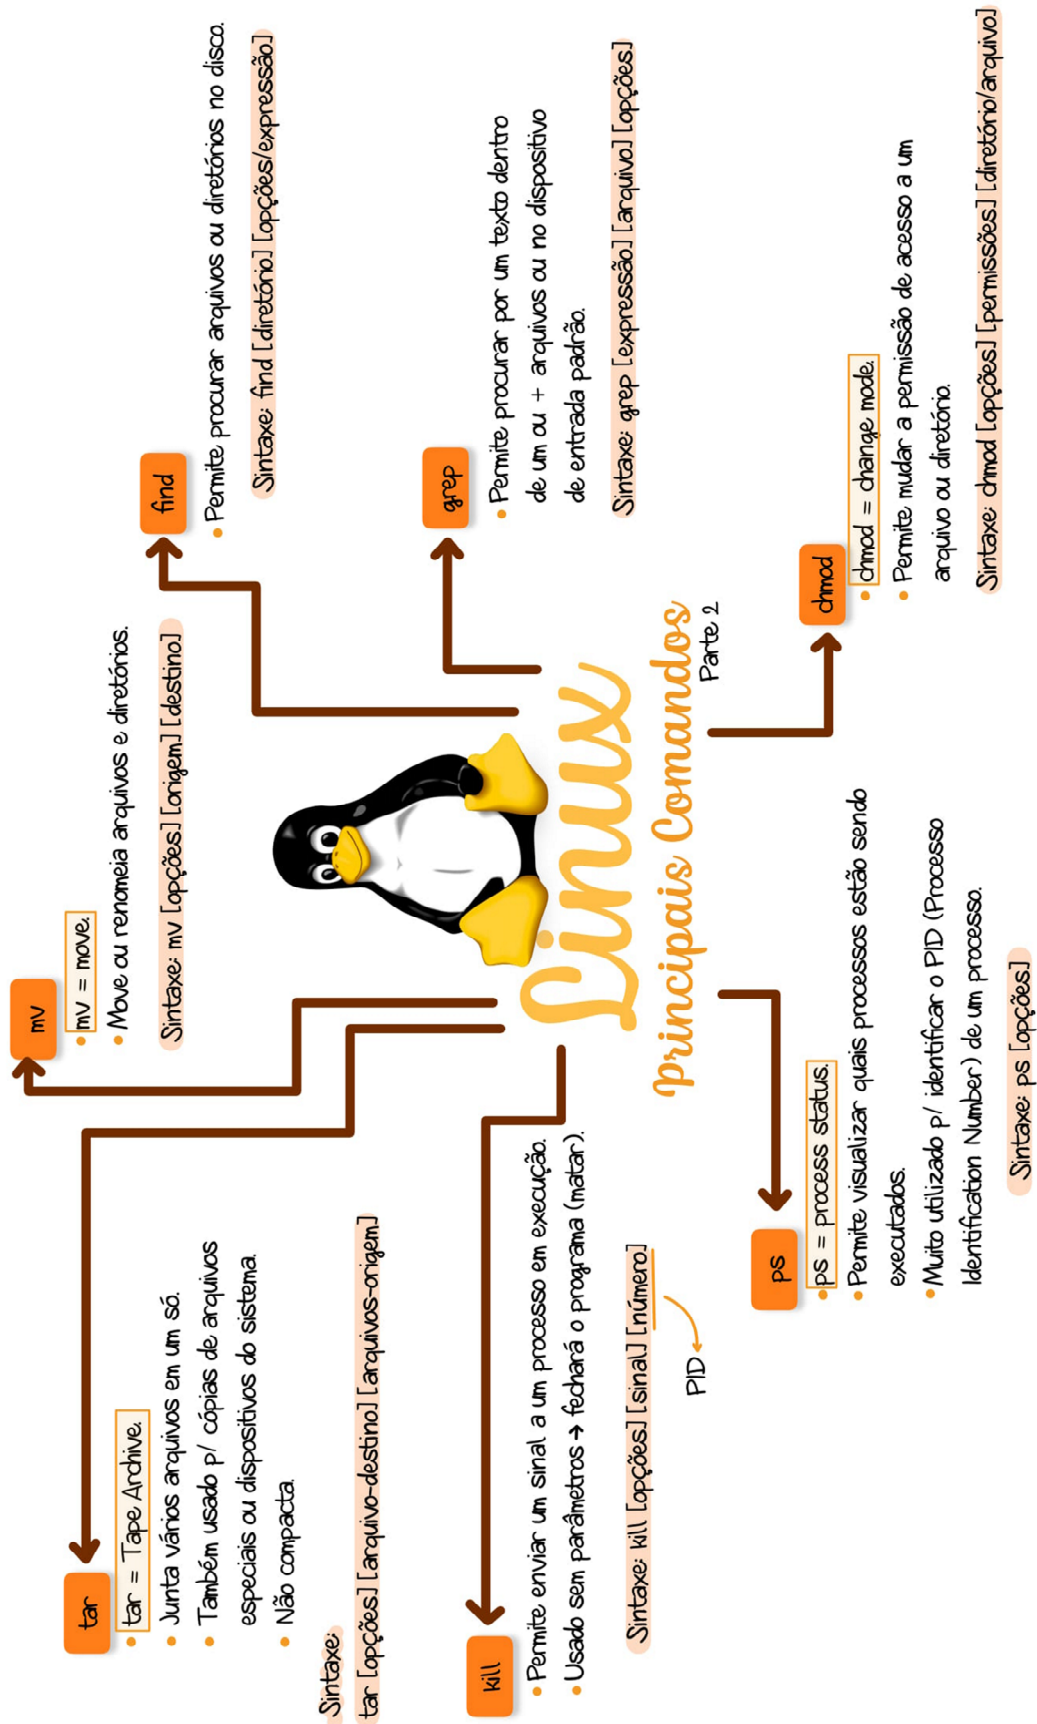 Linux
Principais Comandos
Parte 2
tar
tar = Tape Archive.
Junta vários arquivos em um só.
Também usado p/ cópias de arquivos
especiais ou dispositivos do sistema.
Não compacta.
Sintaxe:
tar [opções] [arquivo-destino] [arquivos-origem]
mv
mv = move.
Move ou renomeia arquivos e diretórios.
Sintaxe: mv [opções] [origem] [destino]
find
Permite procurar arquivos ou diretórios no disco.
Sintaxe: find [diretório] [opções/expressão]
grep
Permite procurar por um texto dentro
de um ou + arquivos ou no dispositivo
de entrada padrão.
Sintaxe: grep [expressão] [arquivo] [opções]
kill
Permite enviar um sinal a um processo em execução.
Usado sem parâmetros → fechará o programa (matar).
Sintaxe: kill [opções] [sinal] [número]
PID
ps
ps = process status.
Permite visualizar quais processos estão sendo
executados.
Muito utilizado p/ identificar o PID (Processo
Identification Number) de um processo.
Sintaxe: ps [opções]
chmod
chmod = change mode.
Permite mudar a permissão de acesso a um
arquivo ou diretório.
Sintaxe: chmod [opções] [permissões] [diretório/arquivo]